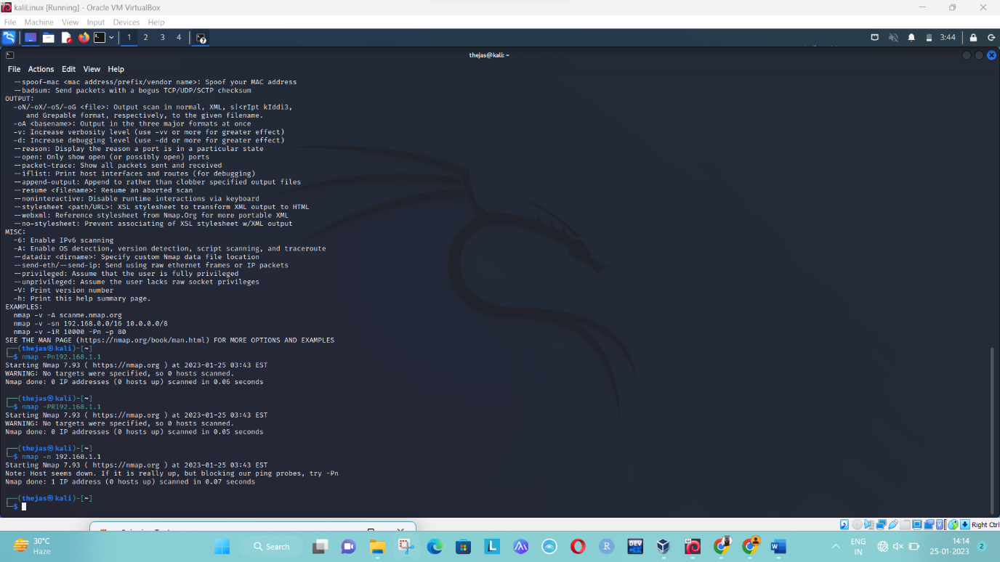 kaliLinux [Running] - Oracle VM VirtualBox
File Machine View Input Devices Help
1 2 3 4 7 3:44
thejas@kali: ~
File Actions Edit View Help
--spoof-mac <mac address/prefix/vendor name>: Spoof your MAC address
--badsum: Send packets with a bogus TCP/UDP/SCTP checksum
OUTPUT:
-oN/-oX/-oS/-oG <file>: Output scan in normal, XML, s|<rIpt kIddi3,
and Grepable format, respectively, to the given filename.
-oA <basename>: Output in the three major formats at once
-v: Increase verbosity level (use -vv or more for greater effect)
-d: Increase debugging level (use -dd or more for greater effect)
--reason: Display the reason a port is in a particular state
--open: Only show open (or possibly open) ports
--packet-trace: Show all packets sent and received
--iflist: Print host interfaces and routes (for debugging)
--append-output: Append to rather than clobber specified output files
--resume <filename>: Resume an aborted scan
--noninteractive: Disable runtime interactions via keyboard
--stylesheet <path/URL>: XSL stylesheet to transform XML output to HTML
--webxml: Reference stylesheet from Nmap.Org for more portable XML
--no-stylesheet: Prevent associating of XSL stylesheet w/XML output
MISC:
-6: Enable IPv6 scanning
-A: Enable OS detection, version detection, script scanning, and traceroute
--datadir <dirname>: Specify custom Nmap data file location
--send-eth/--send-ip: Send using raw ethernet frames or IP packets
--privileged: Assume that the user is fully privileged
--unprivileged: Assume the user lacks raw socket privileges
-V: Print version number
-h: Print this help summary page.
EXAMPLES:
nmap -v -A scanme.nmap.org
nmap -v -sn 192.168.0.0/16 10.0.0.0/8
nmap -v -iR 10000 -Pn -p 80
SEE THE MAN PAGE (https://nmap.org/book/man.html) FOR MORE OPTIONS AND EXAMPLES
┌──(thejas㉿kali)-[~]
└─$ nmap -Pn192.168.1.1
Starting Nmap 7.93 ( https://nmap.org ) at 2023-01-25 03:43 EST
WARNING: No targets were specified, so 0 hosts scanned.
Nmap done: 0 IP addresses (0 hosts up) scanned in 0.06 seconds
┌──(thejas㉿kali)-[~]
└─$ nmap -PR192.168.1.1
Starting Nmap 7.93 ( https://nmap.org ) at 2023-01-25 03:43 EST
WARNING: No targets were specified, so 0 hosts scanned.
Nmap done: 0 IP addresses (0 hosts up) scanned in 0.05 seconds
┌──(thejas㉿kali)-[~]
└─$ nmap -n 192.168.1.1
Starting Nmap 7.93 ( https://nmap.org ) at 2023-01-25 03:43 EST
Note: Host seems down. If it is really up, but blocking our ping probes, try -Pn
Nmap done: 1 IP address (0 hosts up) scanned in 0.07 seconds
┌──(thejas㉿kali)-[~]
└─$
Right Ctrl
30°C
Haze
Search
L
R
DEV
W
ENG
IN
14:14
25-01-2023
2